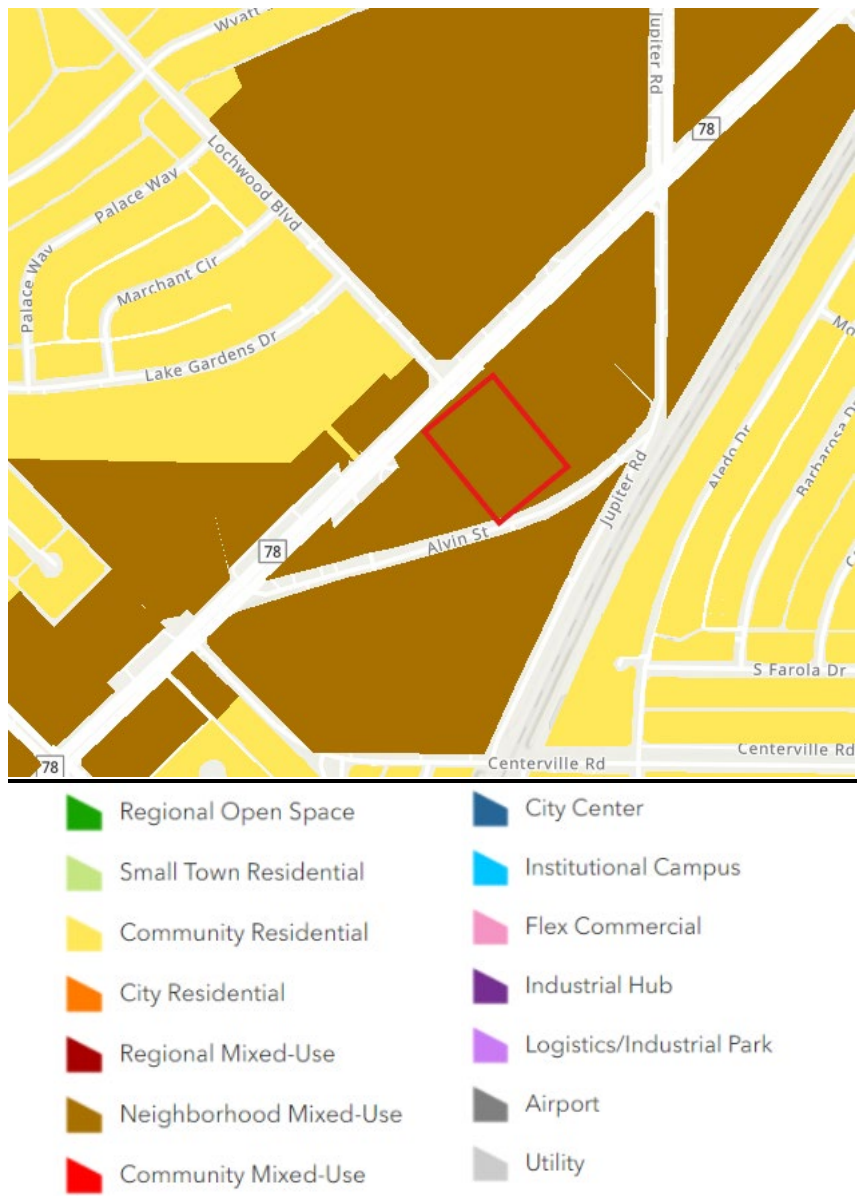 Wyatt
Jupiter Rd
78
Lochwood Blvd
Palace Way
Palace Way
Marchant Cir
Lake Gardens Dr
Aledo Dr
Jupiter Rd
Alvin St
78
S Farola Dr
Centerville Rd
Centerville Rd
78
Regional Open Space
Small Town Residential
Community Residential
City Residential
Regional Mixed-Use
Neighborhood Mixed-Use
Community Mixed-Use
City Center
Institutional Campus
Flex Commercial
Industrial Hub
Logistics/Industrial Park
Airport
Utility